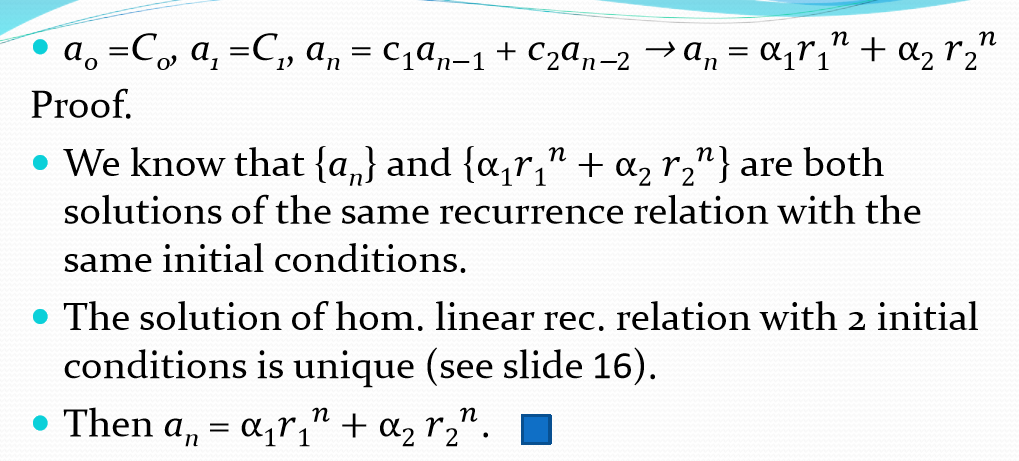 • a₀ =C₀, a₁ =C₁, aₙ = c₁aₙ₋₁ + c₂aₙ₋₂ → aₙ = α₁r₁ⁿ + α₂ r₂ⁿ
Proof.
• We know that {aₙ} and {α₁r₁ⁿ + α₂ r₂ⁿ} are both
solutions of the same recurrence relation with the
same initial conditions.
• The solution of hom. linear rec. relation with 2 initial
conditions is unique (see slide 16).
• Then aₙ = α₁r₁ⁿ + α₂ r₂ⁿ.